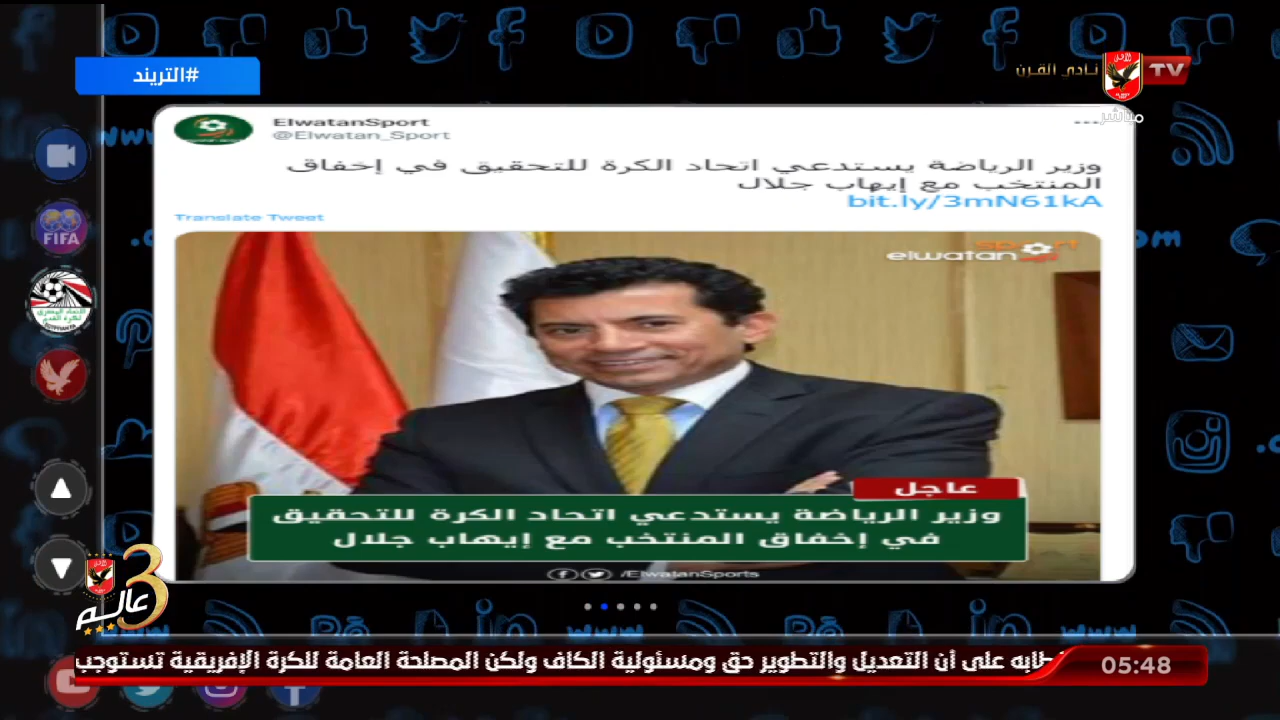 #التريند
نادي القرن
TV
مباشر
ElwatanSport
@Elwatan_Sport
وزير الرياضة يستدعي اتحاد الكرة للتحقيق في إخفاق
المنتخب مع إيهاب جلال
bit.ly/3mN61kA
Translate Tweet
sport
elwatan
FIFA
عاجل
وزير الرياضة يستدعي اتحاد الكرة للتحقيق
في إخفاق المنتخب مع إيهاب جلال
/ElwatanSports
3
عالم
على أن التعديل والتطوير حق ومسئولية الكاف ولكن المصلحة العامة للكرة الإفريقية تستوجب
05:48